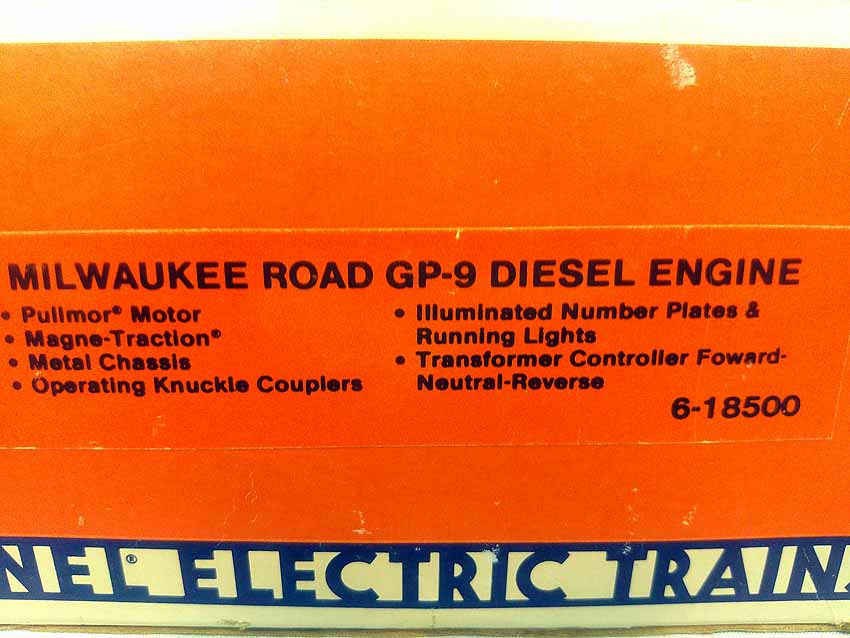 MILWAUKEE ROAD GP-9 DIESEL ENGINE
• Pullmor® Motor
• Magne-Traction®
• Metal Chassis
• Operating Knuckle Couplers
• Illuminated Number Plates &
Running Lights
• Transformer Controller Foward-
Neutral-Reverse
6-18500
NEL® ELECTRIC TRAINS